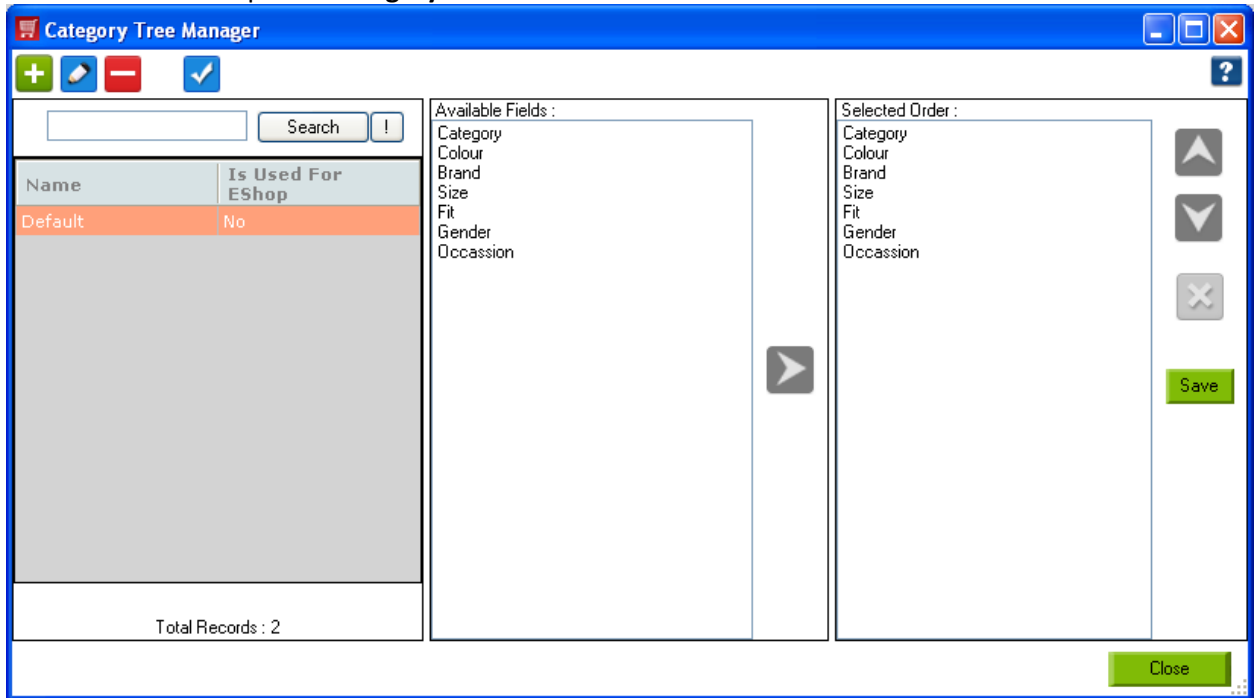 Category Tree Manager
?
Search !
Name Is Used For EShop
Default No
Total Records : 2
Available Fields :
Category
Colour
Brand
Size
Fit
Gender
Occassion
Selected Order :
Category
Colour
Brand
Size
Fit
Gender
Occassion
Save
Close